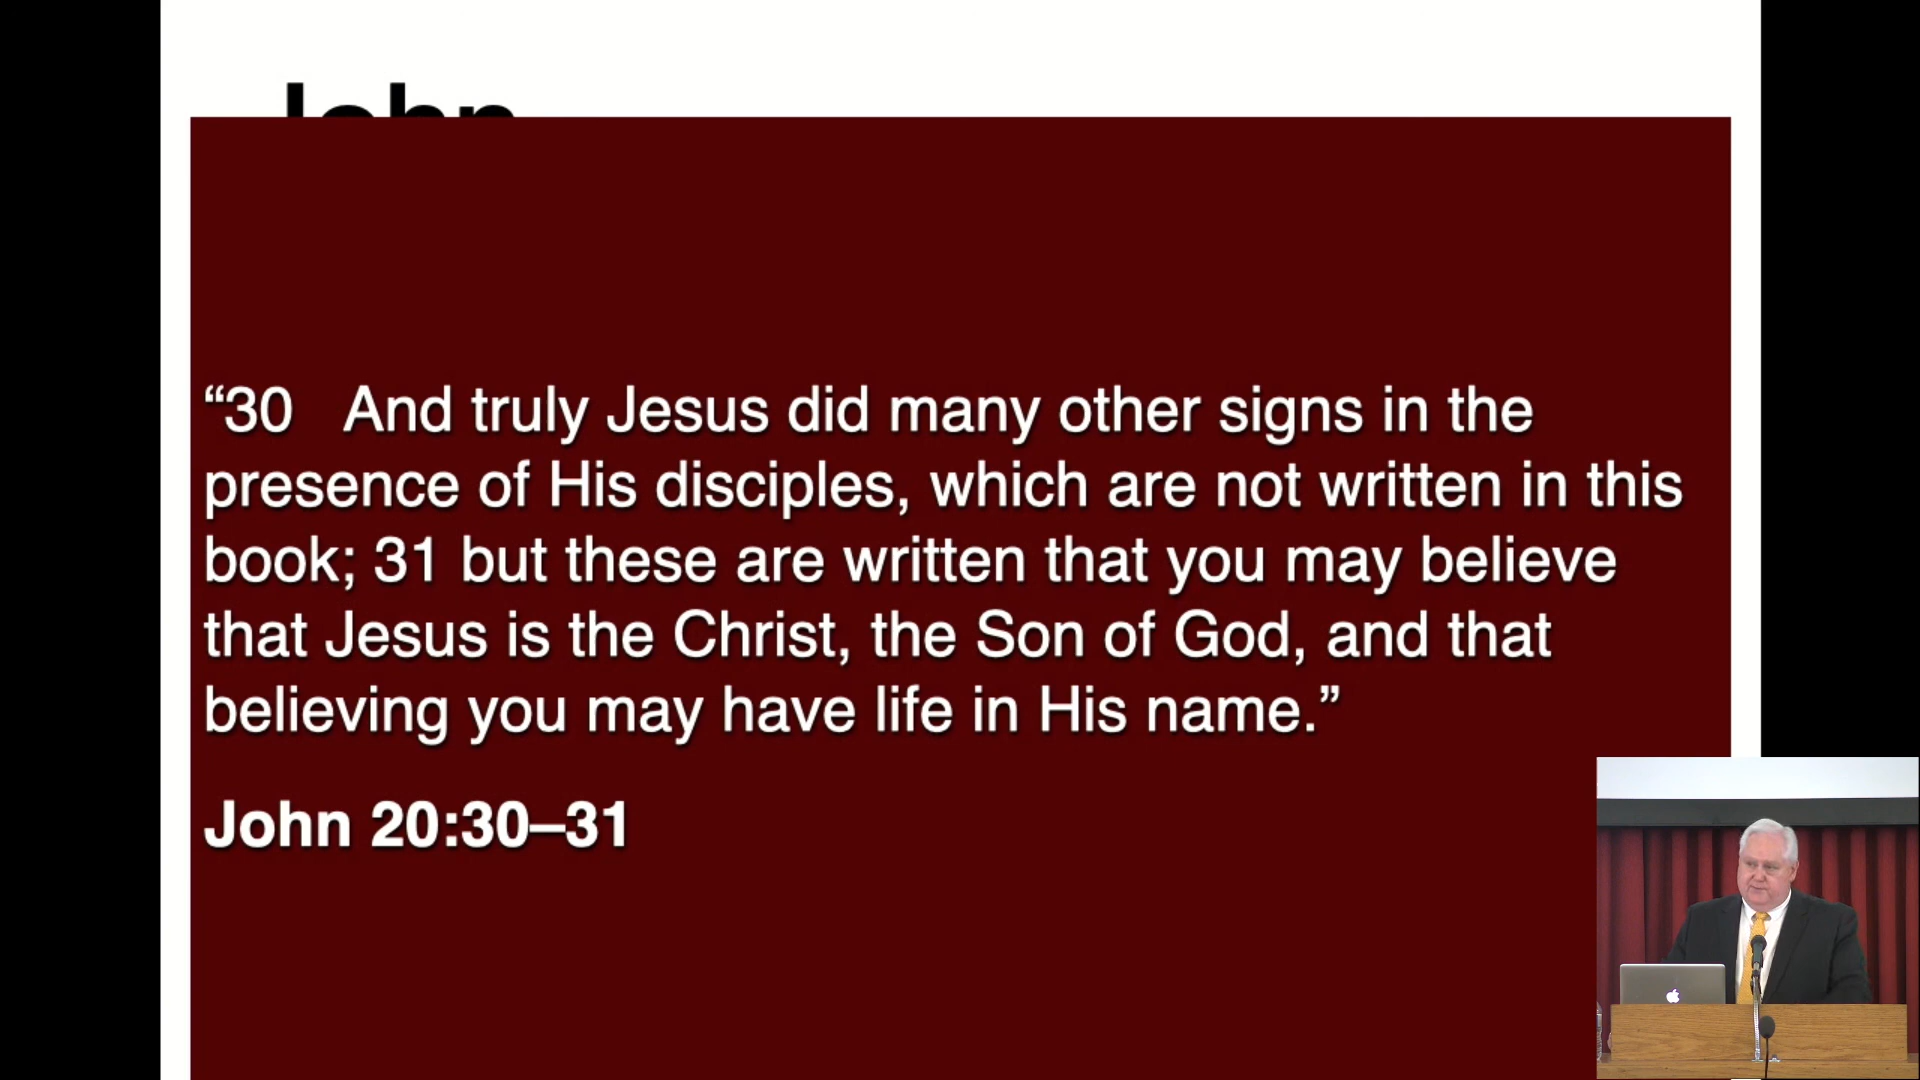 John
“30 And truly Jesus did many other signs in the
presence of His disciples, which are not written in this
book; 31 but these are written that you may believe
that Jesus is the Christ, the Son of God, and that
believing you may have life in His name.”
John 20:30–31